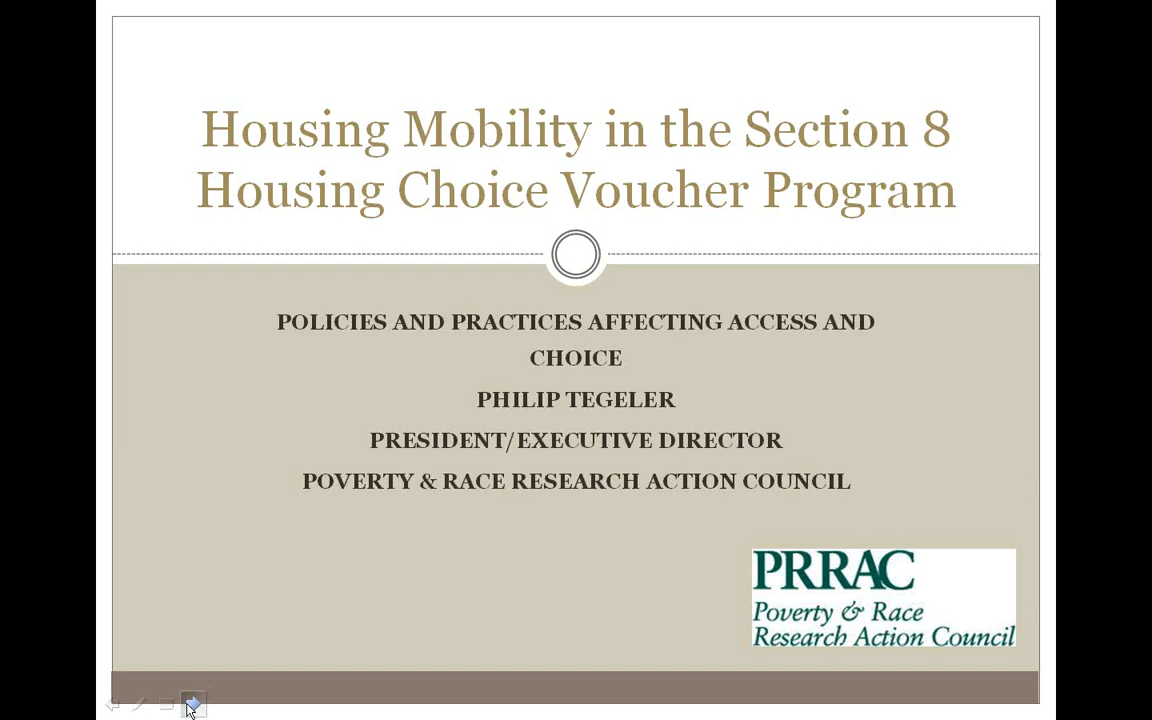 Housing Mobility in the Section 8
Housing Choice Voucher Program
POLICIES AND PRACTICES AFFECTING ACCESS AND
CHOICE
PHILIP TEGELER
PRESIDENT/EXECUTIVE DIRECTOR
POVERTY & RACE RESEARCH ACTION COUNCIL
PRRAC
Poverty & Race
Research Action Council